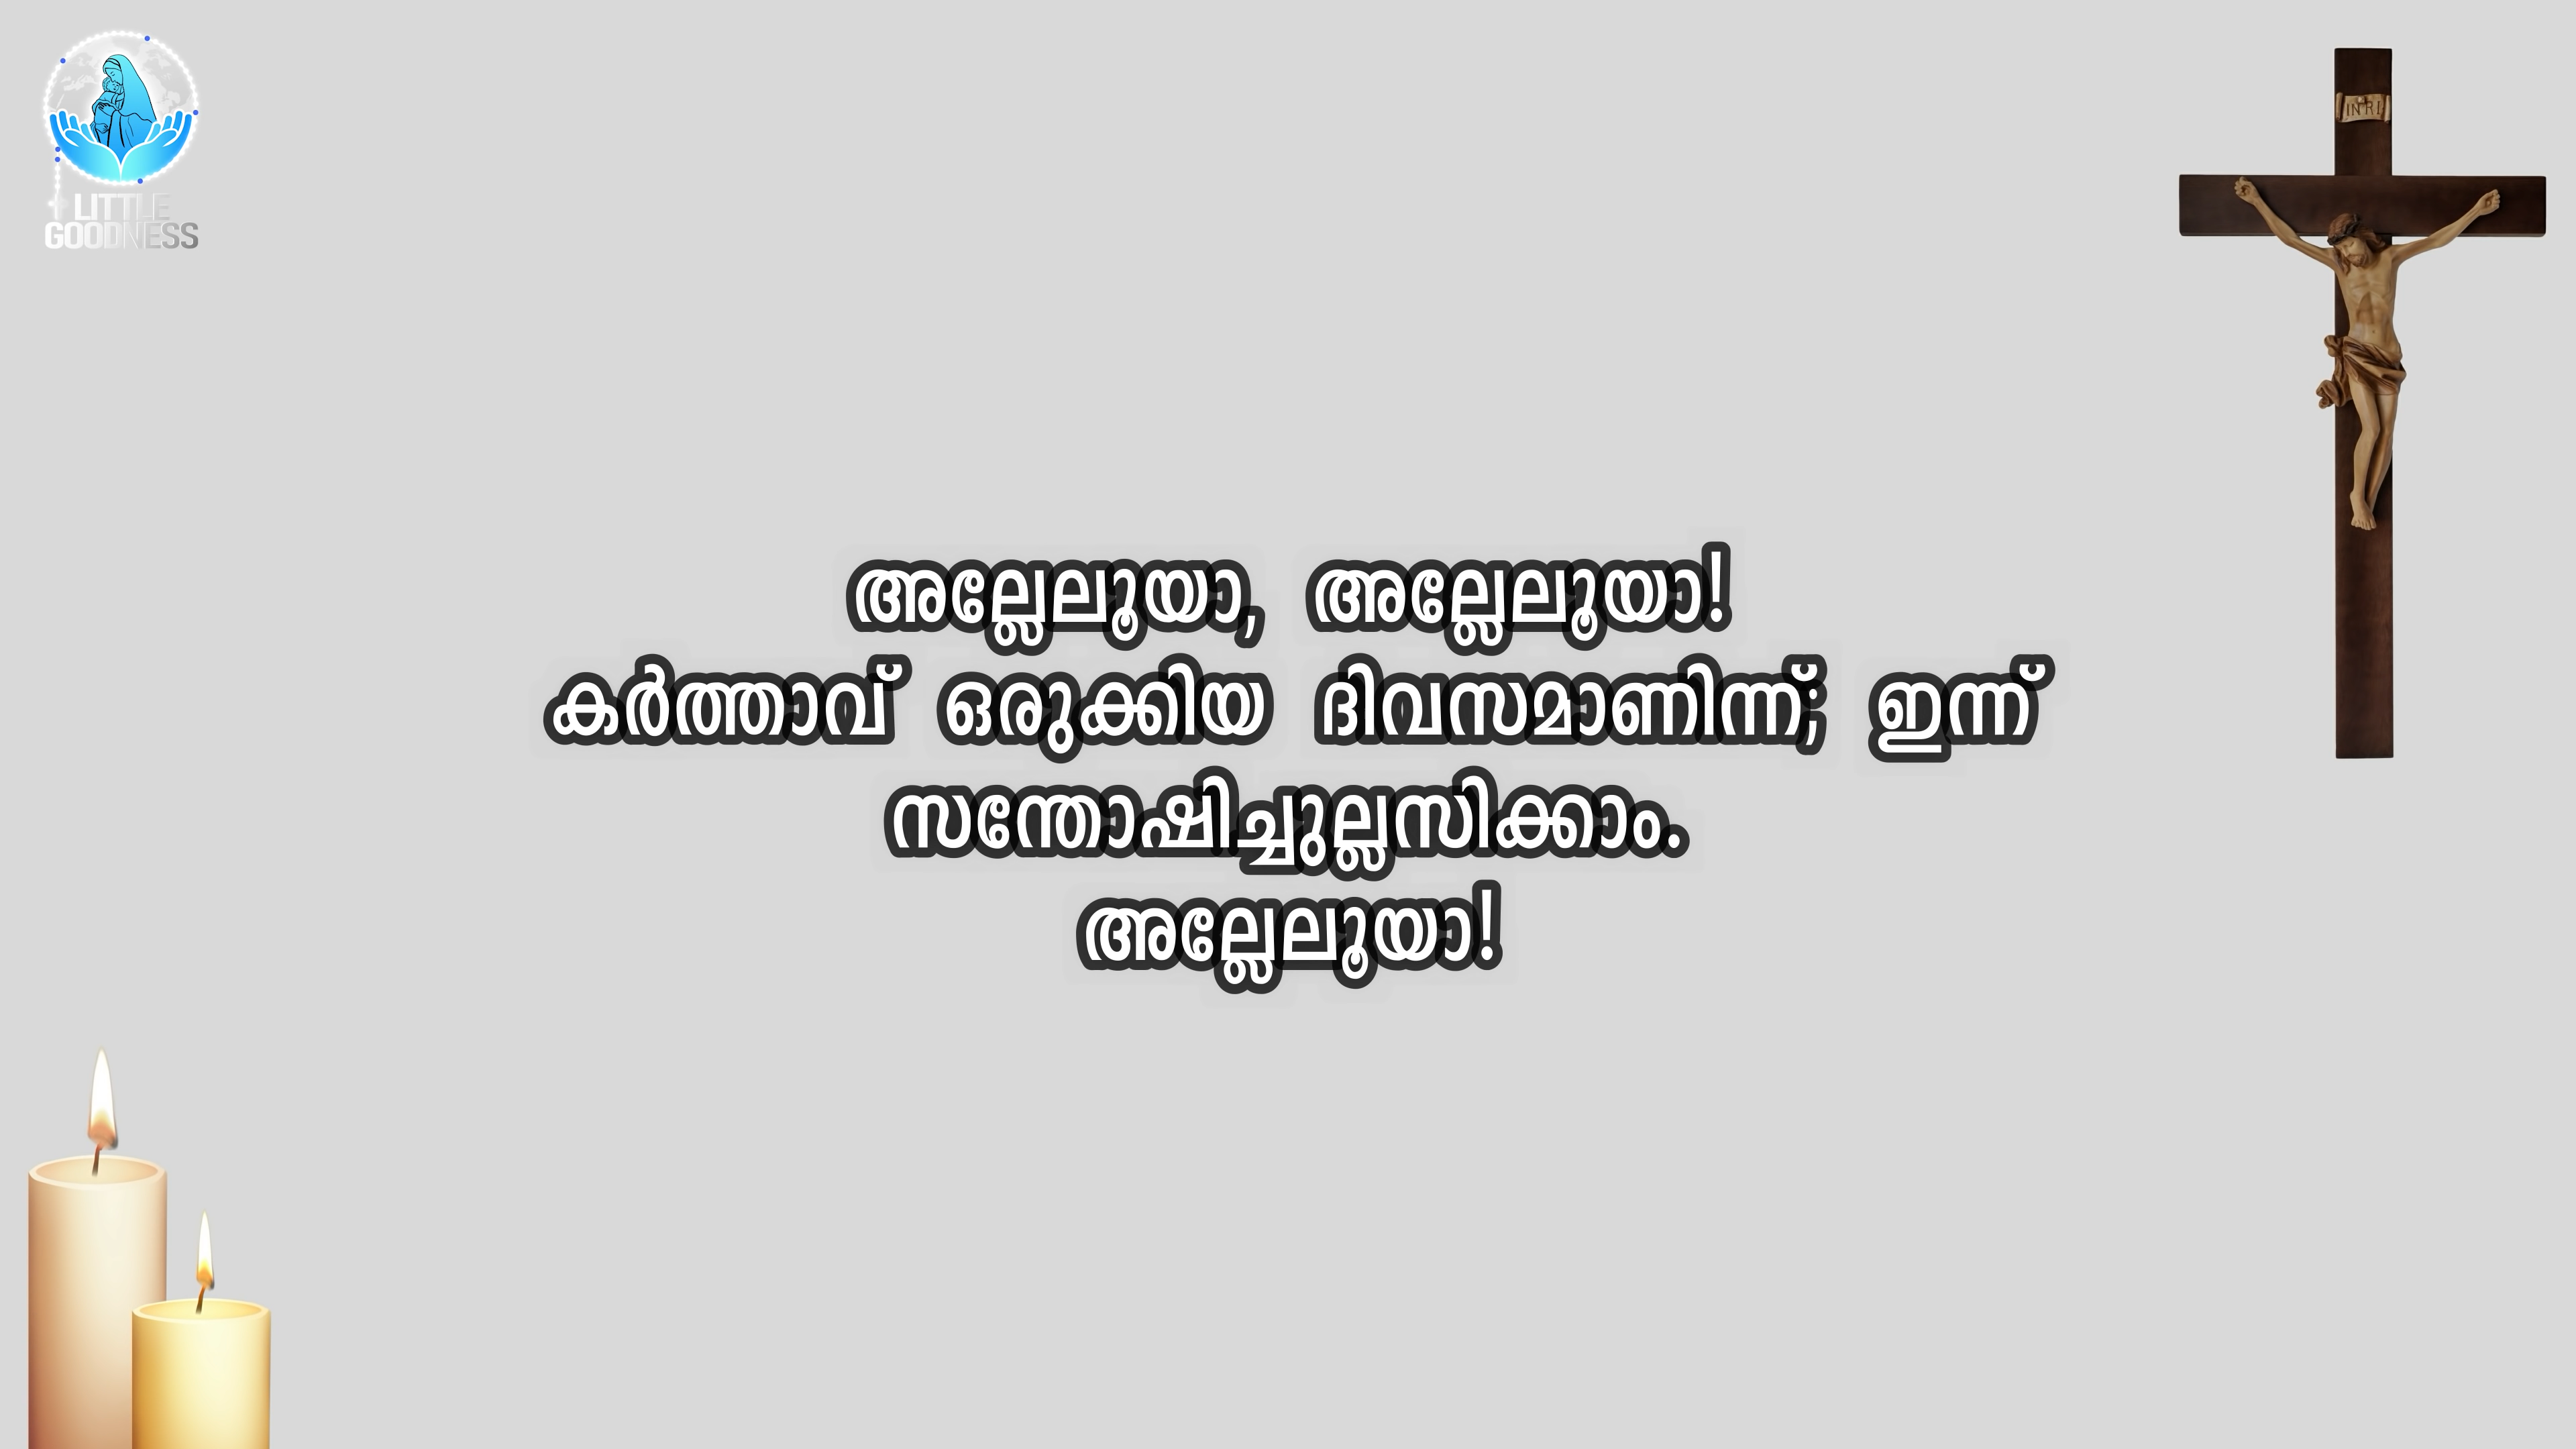 LITTLE
GOODNESS
INRI
അല്ലേലൂയാ, അല്ലേലൂയാ!
കർത്താവ് ഒരുക്കിയ ദിവസമാണിന്ന്; ഇന്ന്
സന്തോഷിച്ചുല്ലസിക്കാം.
അല്ലേലൂയാ!